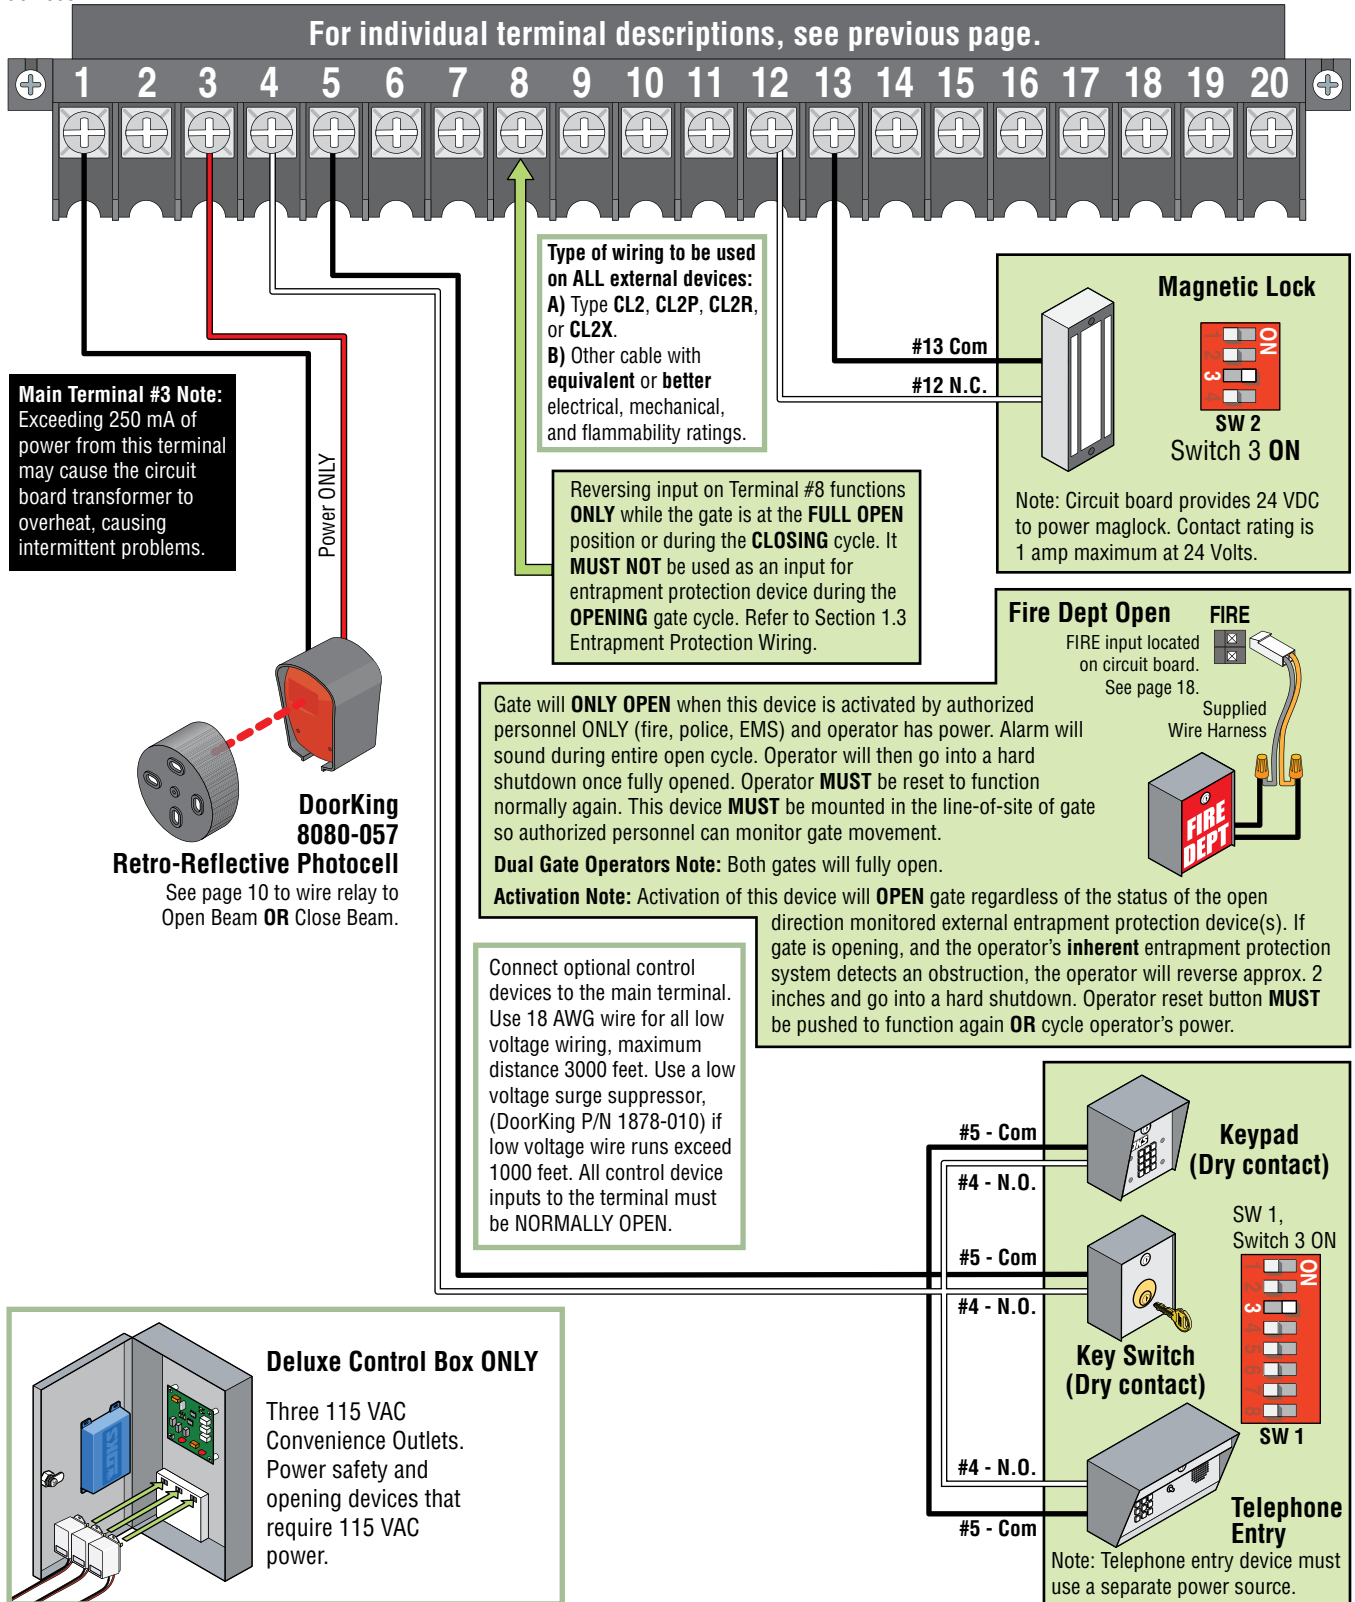 For individual terminal descriptions, see previous page.
1 2 3 4 5 6 7 8 9 10 11 12 13 14 15 16 17 18 19 20
Type of wiring to be used
on ALL external devices:
A) Type CL2, CL2P, CL2R,
or CL2X.
B) Other cable with
equivalent or better
electrical, mechanical,
and flammability ratings.
Magnetic Lock
#13 Com
#12 N.C.
ON
1
2
3
4
SW 2
Switch 3 ON
Note: Circuit board provides 24 VDC
to power maglock. Contact rating is
1 amp maximum at 24 Volts.
Main Terminal #3 Note:
Exceeding 250 mA of
power from this terminal
may cause the circuit
board transformer to
overheat, causing
intermittent problems.
Power ONLY
Reversing input on Terminal #8 functions
ONLY while the gate is at the FULL OPEN
position or during the CLOSING cycle. It
MUST NOT be used as an input for
entrapment protection device during the
OPENING gate cycle. Refer to Section 1.3
Entrapment Protection Wiring.
Fire Dept Open
FIRE
FIRE input located
on circuit board.
See page 18.
Supplied
Wire Harness
FIRE
DEPT
Gate will ONLY OPEN when this device is activated by authorized
personnel ONLY (fire, police, EMS) and operator has power. Alarm will
sound during entire open cycle. Operator will then go into a hard
shutdown once fully opened. Operator MUST be reset to function
normally again. This device MUST be mounted in the line-of-site of gate
so authorized personnel can monitor gate movement.
Dual Gate Operators Note: Both gates will fully open.
Activation Note: Activation of this device will OPEN gate regardless of the status of the open
direction monitored external entrapment protection device(s). If
gate is opening, and the operator's inherent entrapment protection
system detects an obstruction, the operator will reverse approx. 2
inches and go into a hard shutdown. Operator reset button MUST
be pushed to function again OR cycle operator's power.
DoorKing
8080-057
Retro-Reflective Photocell
See page 10 to wire relay to
Open Beam OR Close Beam.
Connect optional control
devices to the main terminal.
Use 18 AWG wire for all low
voltage wiring, maximum
distance 3000 feet. Use a low
voltage surge suppressor,
(DoorKing P/N 1878-010) if
low voltage wire runs exceed
1000 feet. All control device
inputs to the terminal must
be NORMALLY OPEN.
#5 - Com
#4 - N.O.
Keypad
(Dry contact)
#5 - Com
#4 - N.O.
Key Switch
(Dry contact)
SW 1,
Switch 3 ON
ON
1
2
3
4
5
6
7
8
SW 1
#4 - N.O.
#5 - Com
Telephone
Entry
Note: Telephone entry device must
use a separate power source.
Deluxe Control Box ONLY
Three 115 VAC
Convenience Outlets.
Power safety and
opening devices that
require 115 VAC
power.